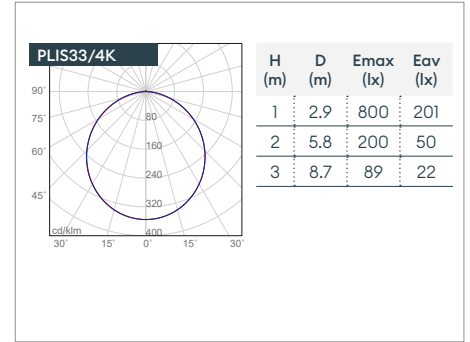 PLIS33/4K
90°
75°
60°
45°
80
160
240
320
400
cd/klm
30° 15° 0° 15° 30°
H D Emax Eav
(m) (m) (lx) (lx)
1 2.9 800 201
2 5.8 200 50
3 8.7 89 22